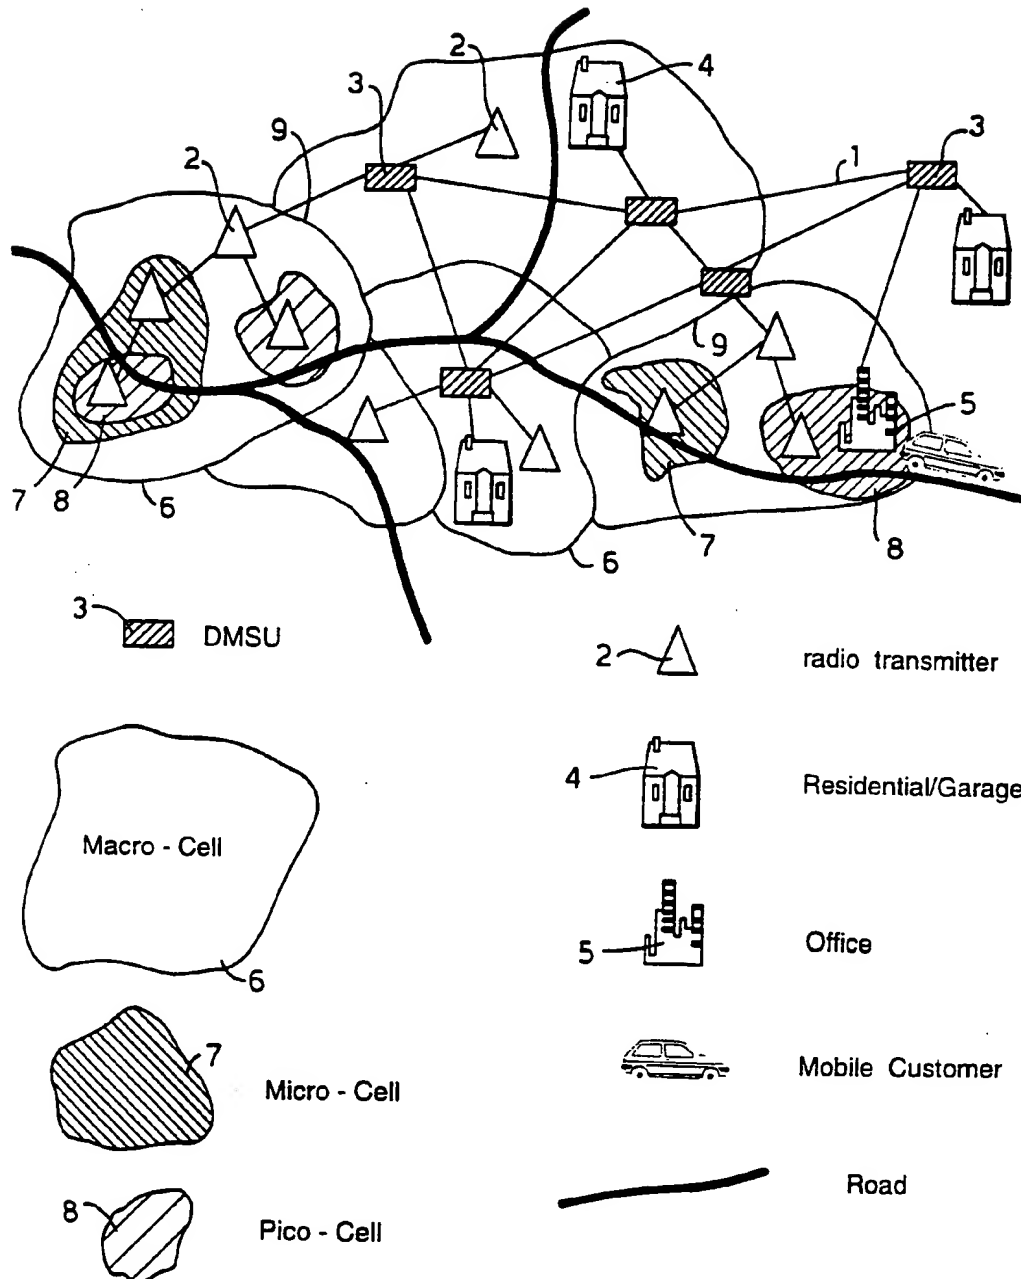 2
4
3
3
9
2
1
9
5
7
8
6
7
8
6
3
DMSU
2
radio transmitter
4
Residential/Garage
Macro - Cell
5
Office
6
7
Micro - Cell
Mobile Customer
8
Pico - Cell
Road